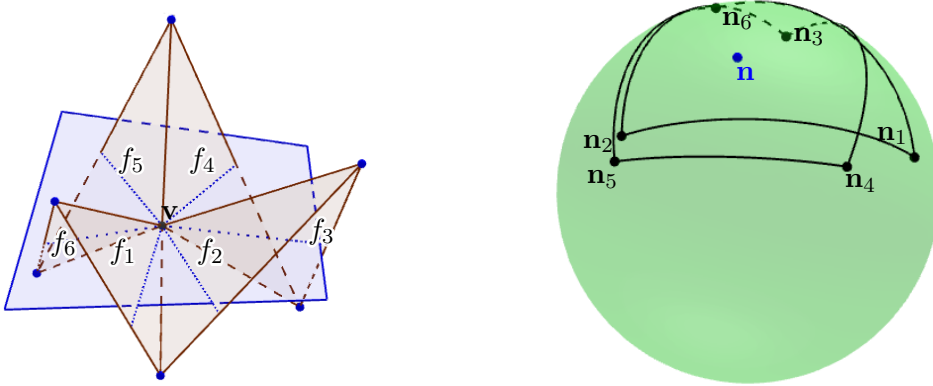 f₅ f₄
v
f₆ f₁ f₂ f₃
n₆
n₃
n
n₂ n₁
n₅ n₄